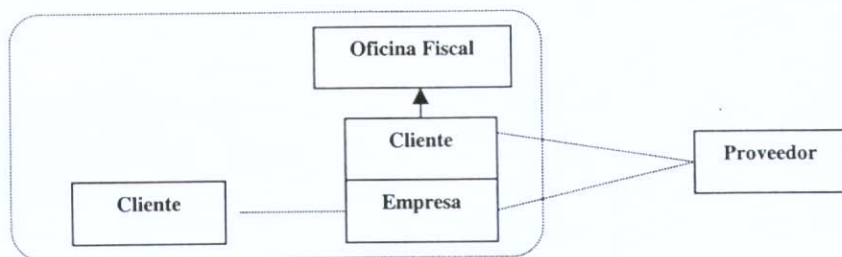 Oficina Fiscal
Cliente
Proveedor
Cliente
Empresa